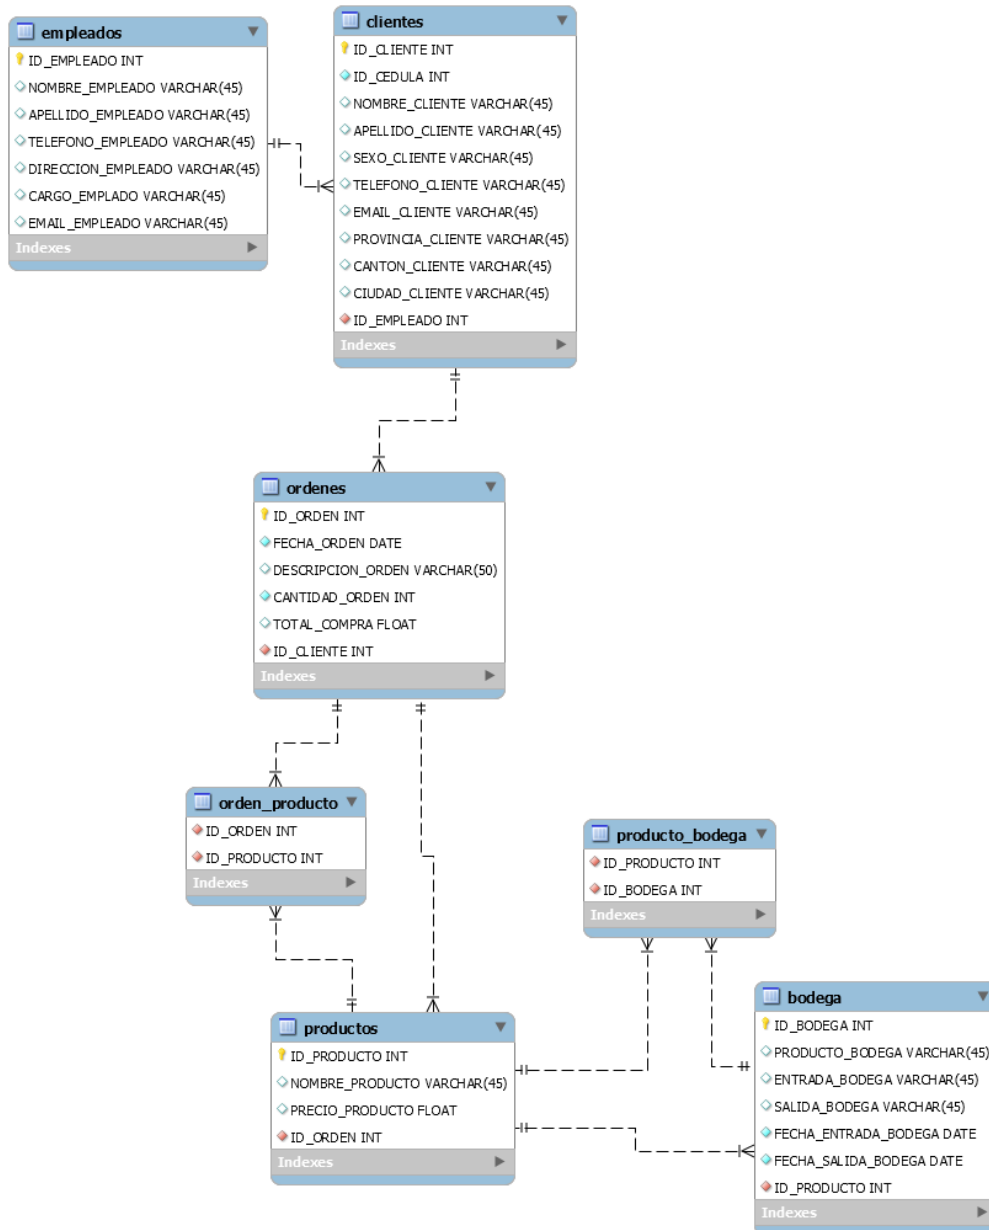 empleados
ID_EMPLEADO INT
NOMBRE_EMPLEADO VARCHAR(45)
APELLIDO_EMPLEADO VARCHAR(45)
TELEFONO_EMPLEADO VARCHAR(45)
DIRECCION_EMPLEADO VARCHAR(45)
CARGO_EMPLADO VARCHAR(45)
EMAIL_EMPLEADO VARCHAR(45)
Indexes
clientes
ID_CLIENTE INT
ID_CEDULA INT
NOMBRE_CLIENTE VARCHAR(45)
APELLIDO_CLIENTE VARCHAR(45)
SEXO_CLIENTE VARCHAR(45)
TELEFONO_CLIENTE VARCHAR(45)
EMAIL_CLIENTE VARCHAR(45)
PROVINCIA_CLIENTE VARCHAR(45)
CANTON_CLIENTE VARCHAR(45)
CIUDAD_CLIENTE VARCHAR(45)
ID_EMPLEADO INT
Indexes
ordenes
ID_ORDEN INT
FECHA_ORDEN DATE
DESCRIPCION_ORDEN VARCHAR(50)
CANTIDAD_ORDEN INT
TOTAL_COMPRA FLOAT
ID_CLIENTE INT
Indexes
orden_producto
ID_ORDEN INT
ID_PRODUCTO INT
Indexes
producto_bodega
ID_PRODUCTO INT
ID_BODEGA INT
Indexes
productos
ID_PRODUCTO INT
NOMBRE_PRODUCTO VARCHAR(45)
PRECIO_PRODUCTO FLOAT
ID_ORDEN INT
Indexes
bodega
ID_BODEGA INT
PRODUCTO_BODEGA VARCHAR(45)
ENTRADA_BODEGA VARCHAR(45)
SALIDA_BODEGA VARCHAR(45)
FECHA_ENTRADA_BODEGA DATE
FECHA_SALIDA_BODEGA DATE
ID_PRODUCTO INT
Indexes